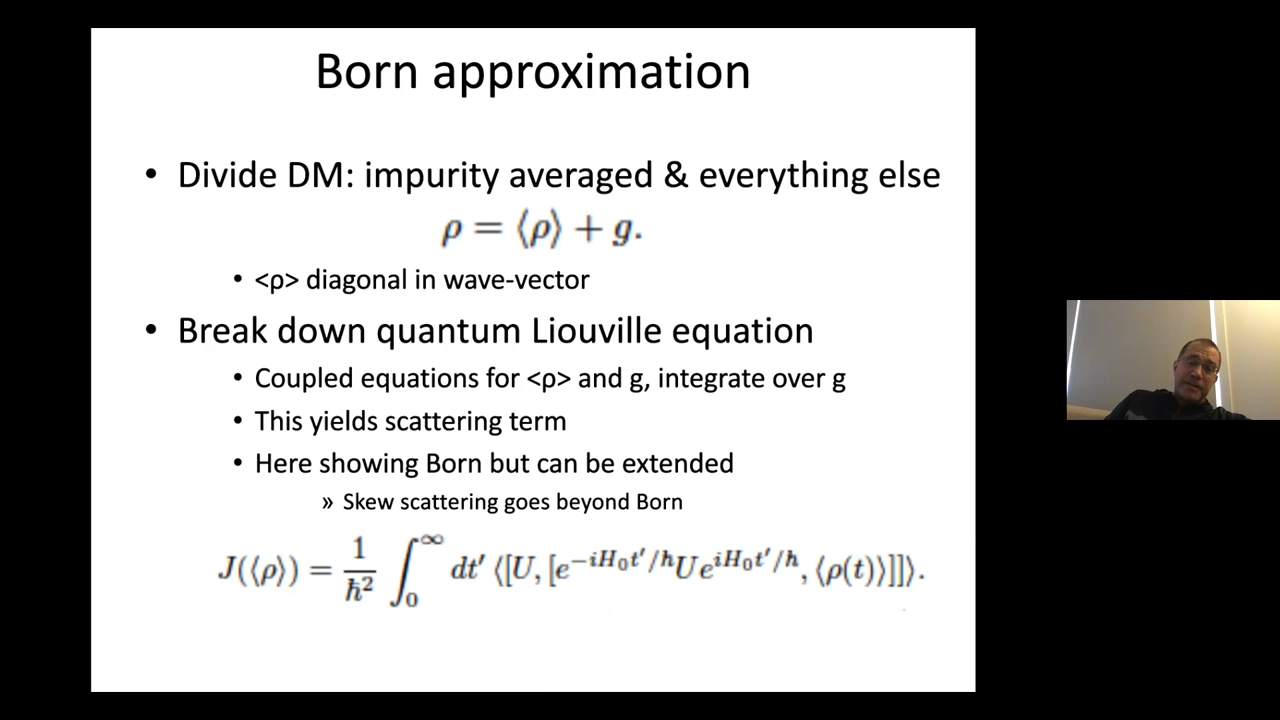 Born approximation
• Divide DM: impurity averaged & everything else
ρ = ⟨ρ⟩ + g.
• <ρ> diagonal in wave-vector
• Break down quantum Liouville equation
• Coupled equations for <ρ> and g, integrate over g
• This yields scattering term
• Here showing Born but can be extended
» Skew scattering goes beyond Born
J(⟨ρ⟩) = 1/ħ² ∫₀^∞ dt′ ⟨[U, [e^{−iH₀t′/ħ}Ue^{iH₀t′/ħ}, ⟨ρ(t)⟩]]⟩.